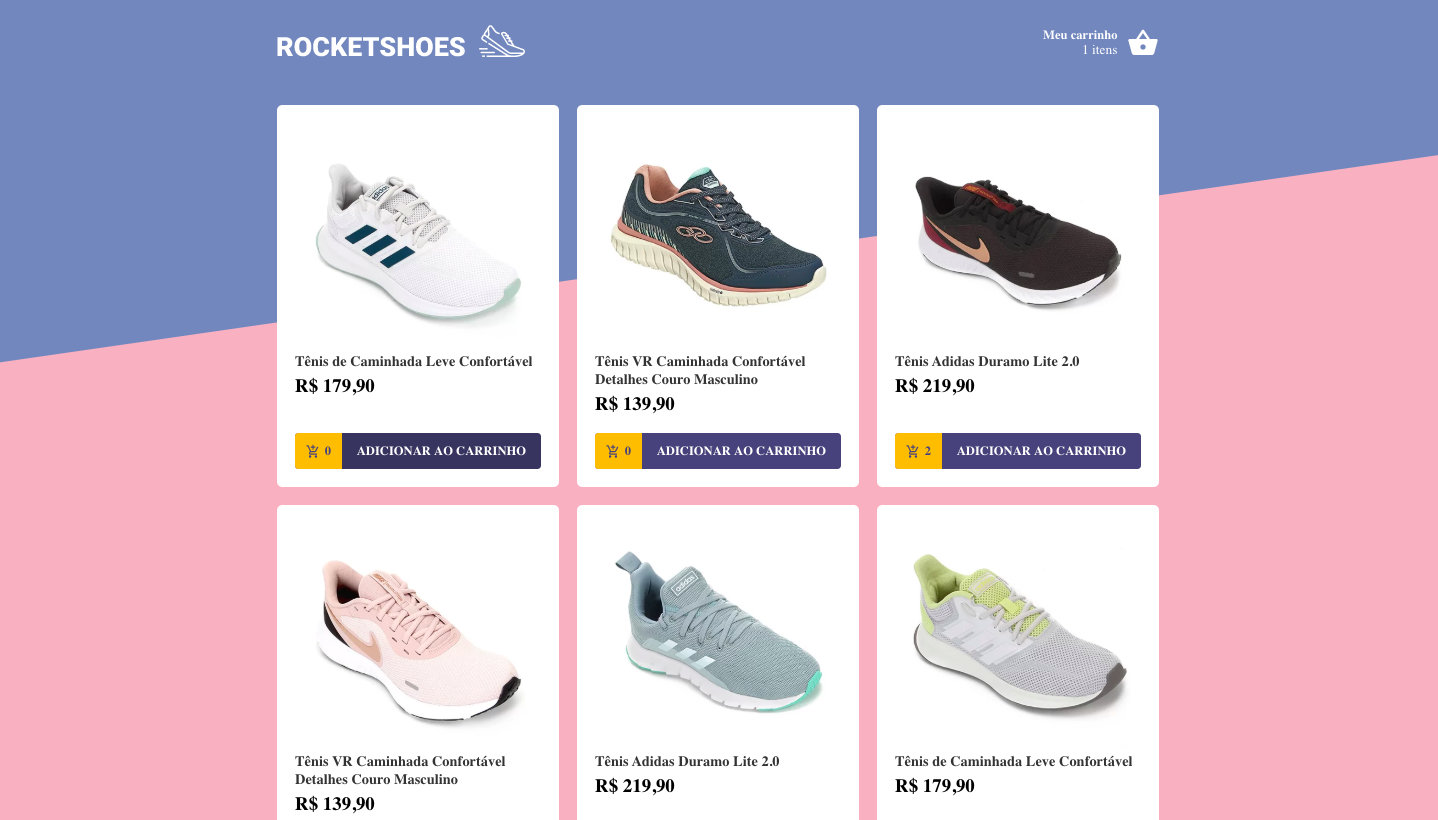 ROCKETSHOES
Meu carrinho
1 itens
adidas
Tênis de Caminhada Leve Confortável
R$ 179,90
0 ADICIONAR AO CARRINHO
Tênis VR Caminhada Confortável
Detalhes Couro Masculino
R$ 139,90
0 ADICIONAR AO CARRINHO
Tênis Adidas Duramo Lite 2.0
R$ 219,90
2 ADICIONAR AO CARRINHO
Tênis VR Caminhada Confortável
Detalhes Couro Masculino
R$ 139,90
adidas
Tênis Adidas Duramo Lite 2.0
R$ 219,90
Tênis de Caminhada Leve Confortável
R$ 179,90